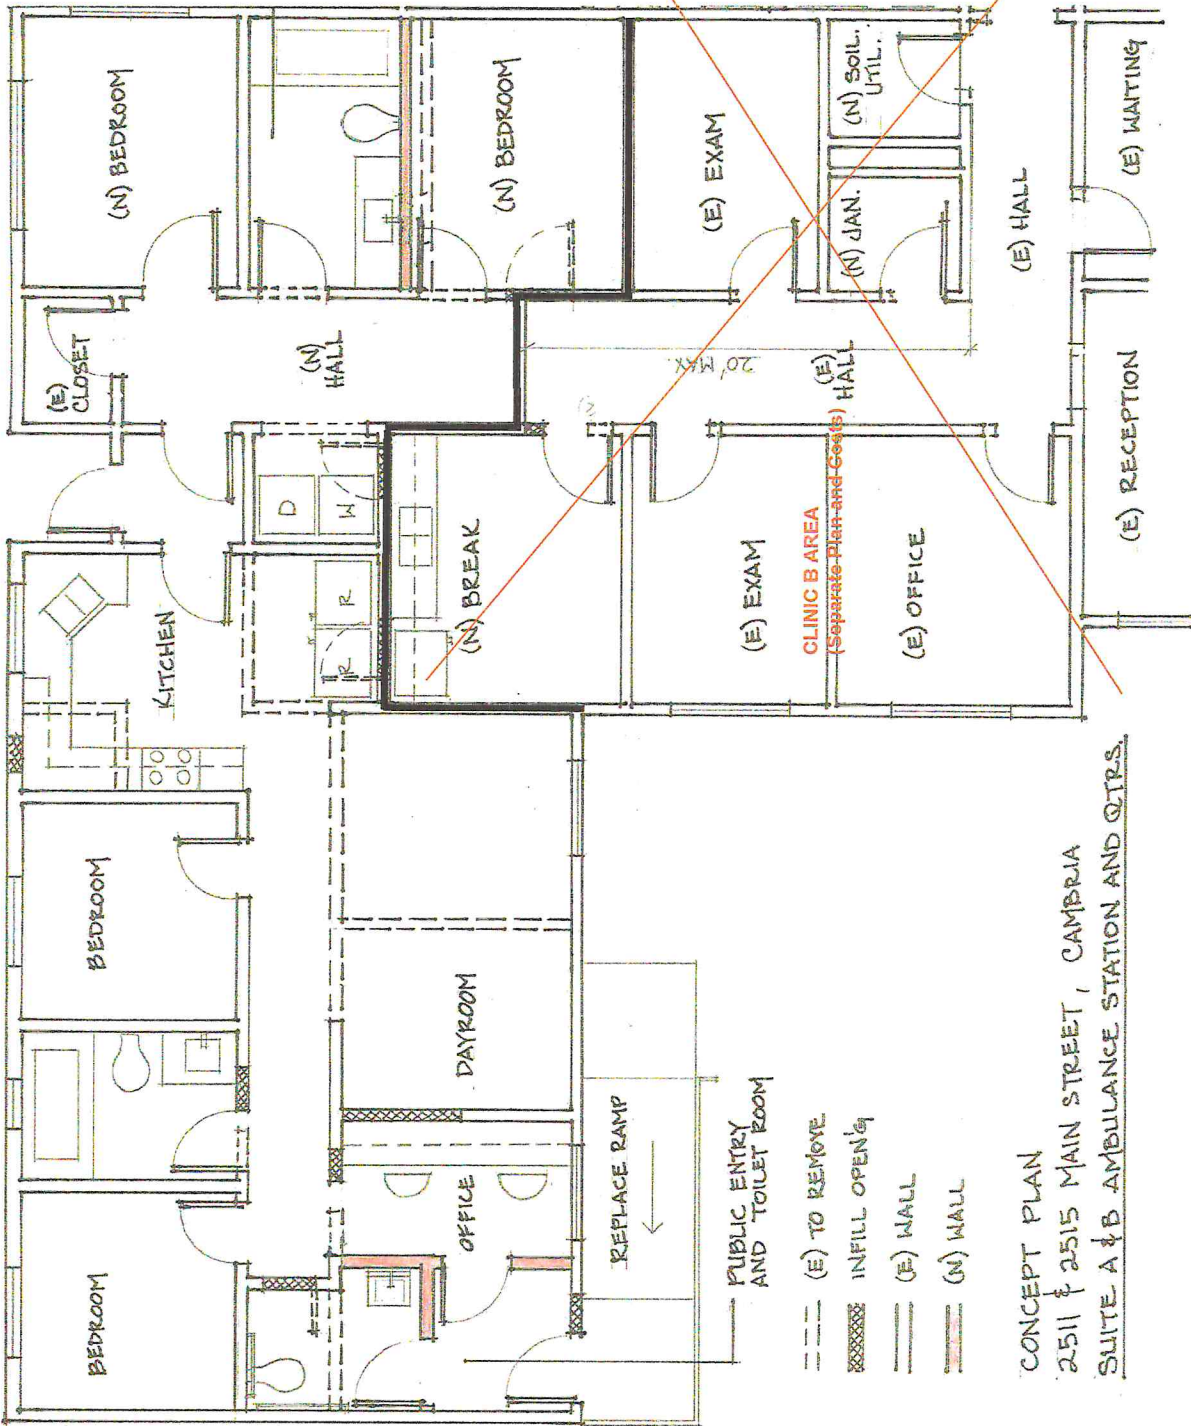 (N) BEDROOM
(N) BEDROOM
(E) EXAM
(N) SOIL.
UTIL.
(E) WAITING
(N) JAN.
(E) HALL
(E)
CLOSET
(N)
HALL
20' MAX.
(E)
HALL
(E) RECEPTION
D
W
(N) BREAK
(E) EXAM
CLINIC B AREA
(Separate Plan and Costs)
(E) OFFICE
KITCHEN
R
R
BEDROOM
DAYROOM
BEDROOM
OFFICE
REPLACE RAMP
PUBLIC ENTRY
AND TOILET ROOM
(E) TO REMOVE
INFILL OPEN'G
(E) WALL
(N) WALL
CONCEPT PLAN
2511 & 2515 MAIN STREET, CAMBRIA
SUITE A & B AMBULANCE STATION AND QTRS.